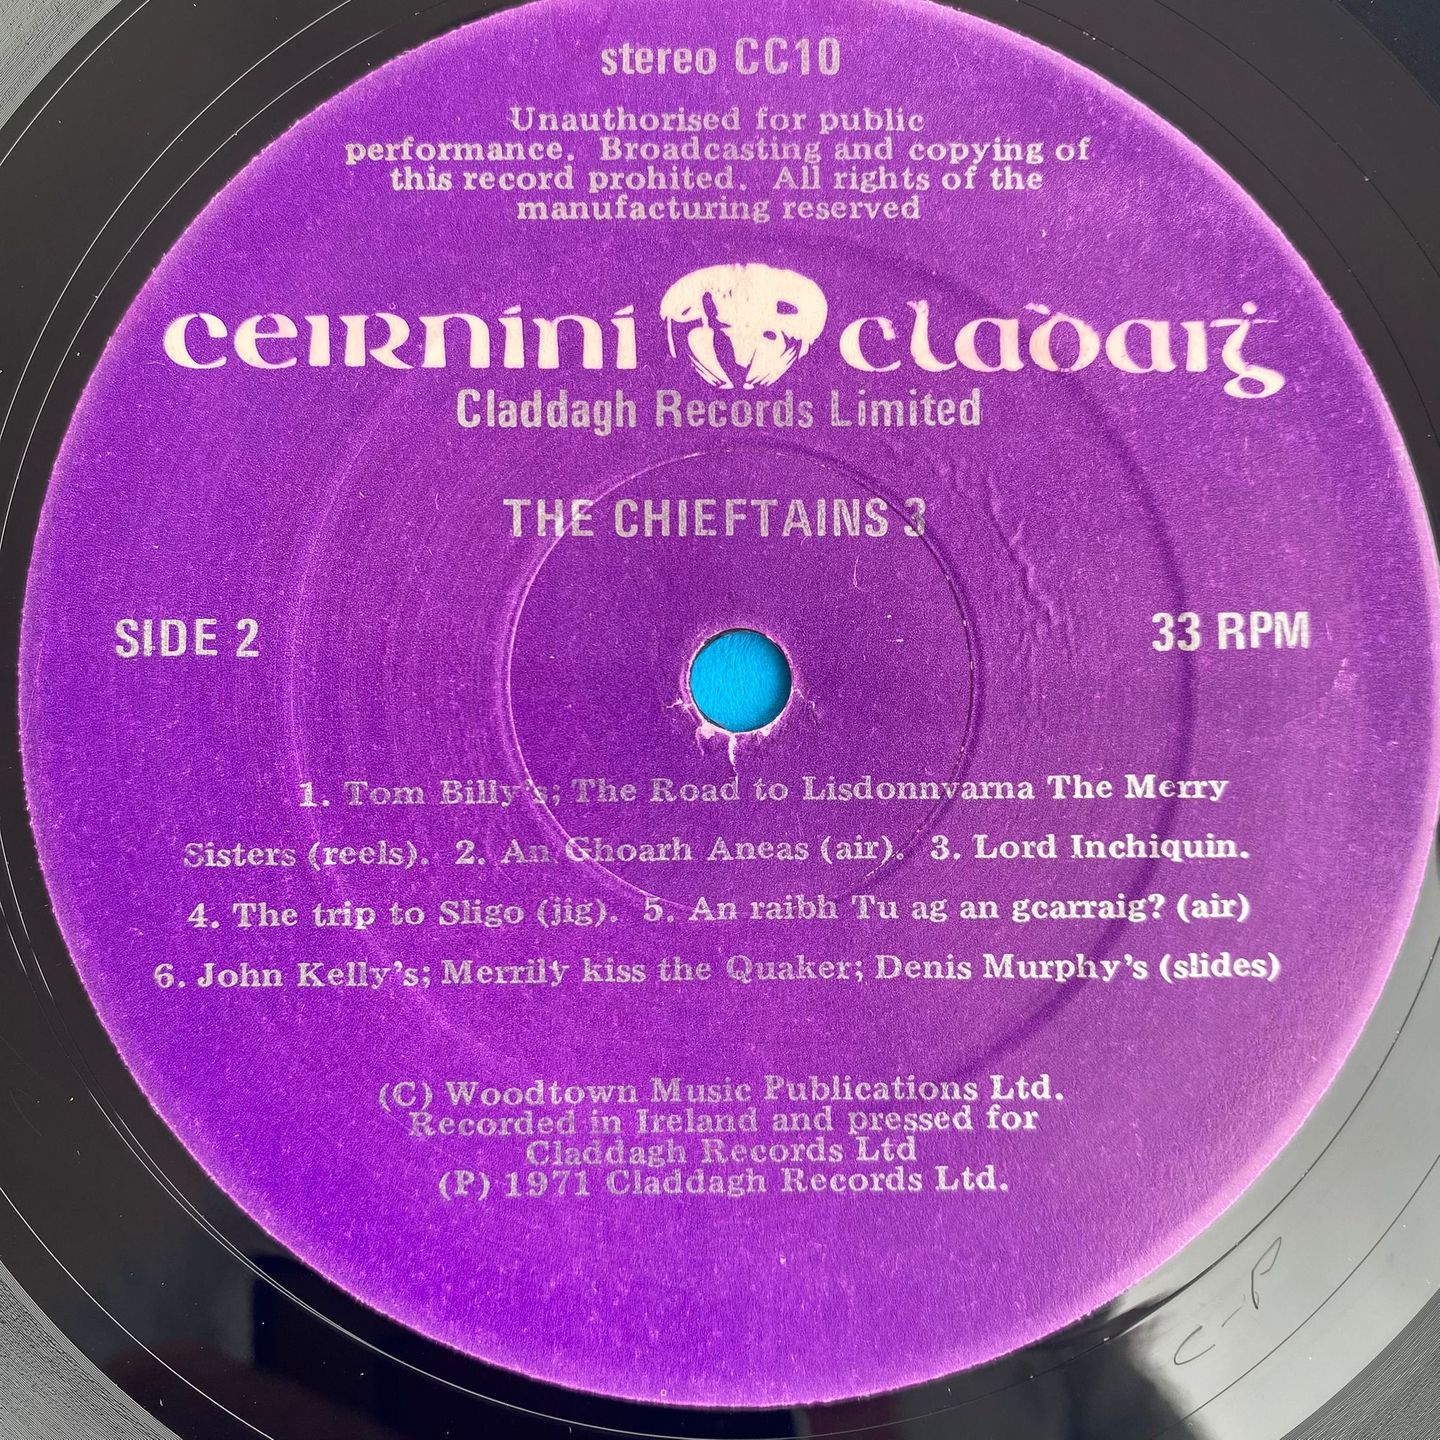 stereo CC10
Unauthorised for public
performance. Broadcasting and copying of
this record prohited. All rights of the
manufacturing reserved
ceirníní cladaiġ
Claddagh Records Limited
THE CHIEFTAINS 3
SIDE 2
33 RPM
1. Tom Billy's; The Road to Lisdonnvarna The Merry
Sisters (reels). 2. An Ghoarh Aneas (air). 3. Lord Inchiquin.
4. The trip to Sligo (jig). 5. An raibh Tu ag an gcarraig? (air)
6. John Kelly's; Merrily kiss the Quaker; Denis Murphy's (slides)
(C) Woodtown Music Publications Ltd.
Recorded in Ireland and pressed for
Claddagh Records Ltd
(P) 1971 Claddagh Records Ltd.
C-P